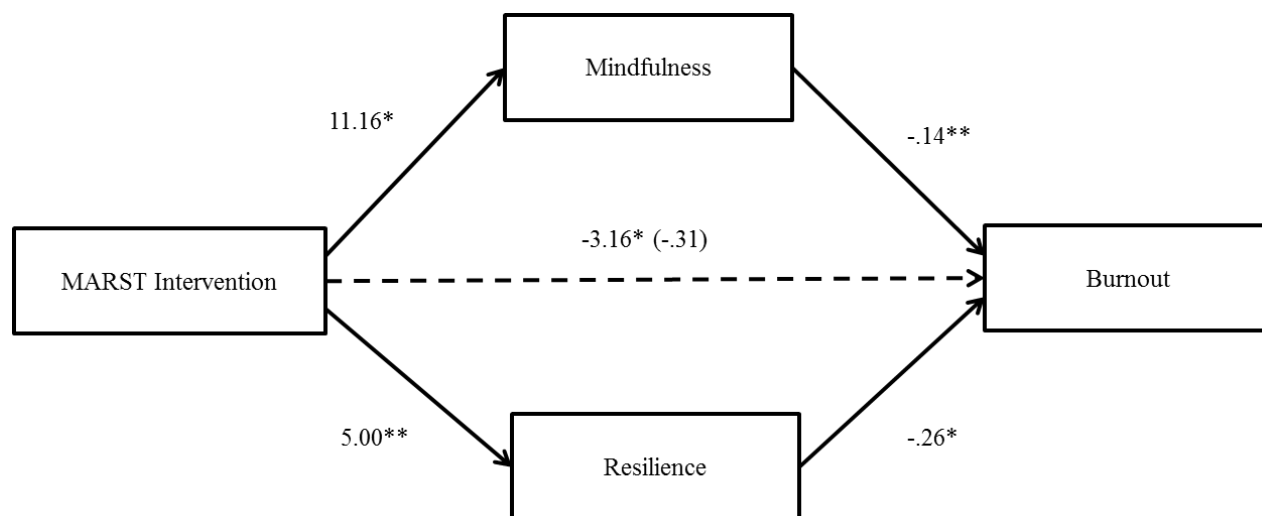 Mindfulness
11.16*
-.14**
-3.16* (-.31)
MARST Intervention
Burnout
5.00**
-.26*
Resilience